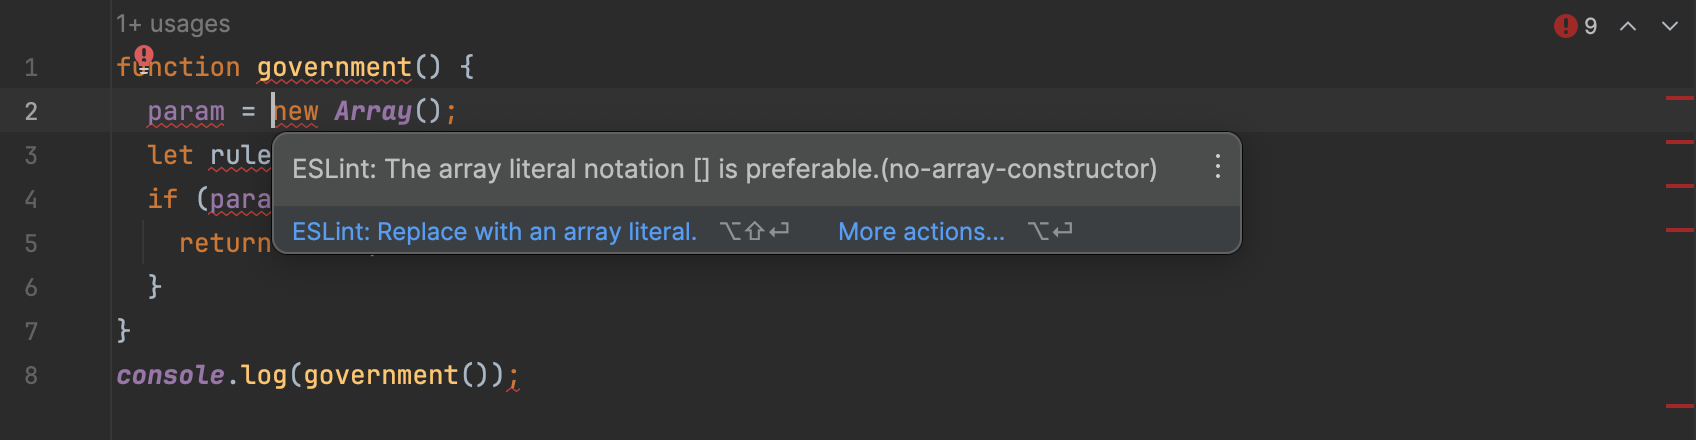 1+ usages
9
1 function government() {
2 param = new Array();
3 let rule
ESLint: The array literal notation [] is preferable.(no-array-constructor)
4 if (para
5 return
ESLint: Replace with an array literal. ⌥⇧⏎ More actions... ⌥⏎
6 }
7 }
8 console.log(government());